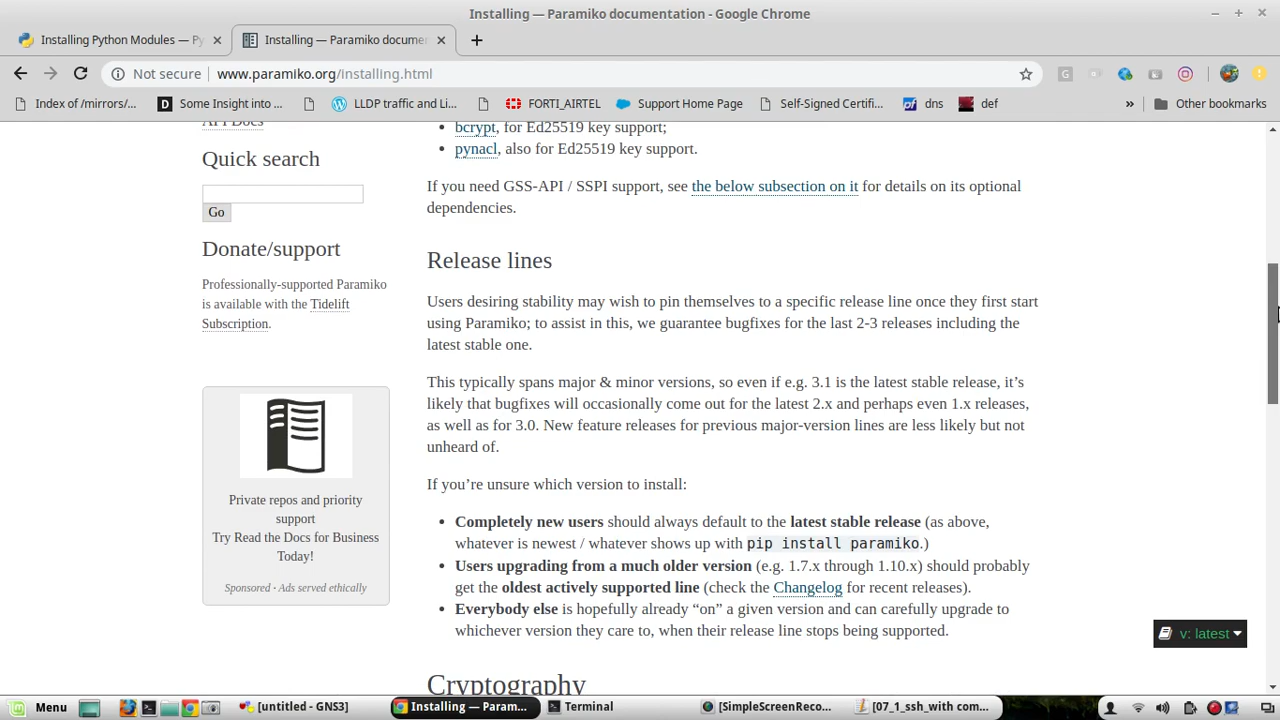 Installing — Paramiko documentation - Google Chrome
Installing Python Modules — Py
Installing — Paramiko documen
Not secure
www.paramiko.org/installing.html
Index of /mirrors/...
Some Insight into ...
LLDP traffic and Li...
FORTI_AIRTEL
Support Home Page
Self-Signed Certifi...
dns
def
»
Other bookmarks
API Docs
Quick search
Go
Donate/support
Professionally-supported Paramiko
is available with the Tidelift
Subscription.
Private repos and priority
support
Try Read the Docs for Business
Today!
Sponsored · Ads served ethically
• bcrypt, for Ed25519 key support;
• pynacl, also for Ed25519 key support.
If you need GSS-API / SSPI support, see the below subsection on it for details on its optional
dependencies.
Release lines
Users desiring stability may wish to pin themselves to a specific release line once they first start
using Paramiko; to assist in this, we guarantee bugfixes for the last 2-3 releases including the
latest stable one.
This typically spans major & minor versions, so even if e.g. 3.1 is the latest stable release, it’s
likely that bugfixes will occasionally come out for the latest 2.x and perhaps even 1.x releases,
as well as for 3.0. New feature releases for previous major-version lines are less likely but not
unheard of.
If you’re unsure which version to install:
• Completely new users should always default to the latest stable release (as above,
whatever is newest / whatever shows up with pip install paramiko.)
• Users upgrading from a much older version (e.g. 1.7.x through 1.10.x) should probably
get the oldest actively supported line (check the Changelog for recent releases).
• Everybody else is hopefully already “on” a given version and can carefully upgrade to
whichever version they care to, when their release line stops being supported.
Cryptography
v: latest
Menu
[untitled - GNS3]
Installing — Param...
Terminal
[SimpleScreenReco...
[07_1_ssh_with com...